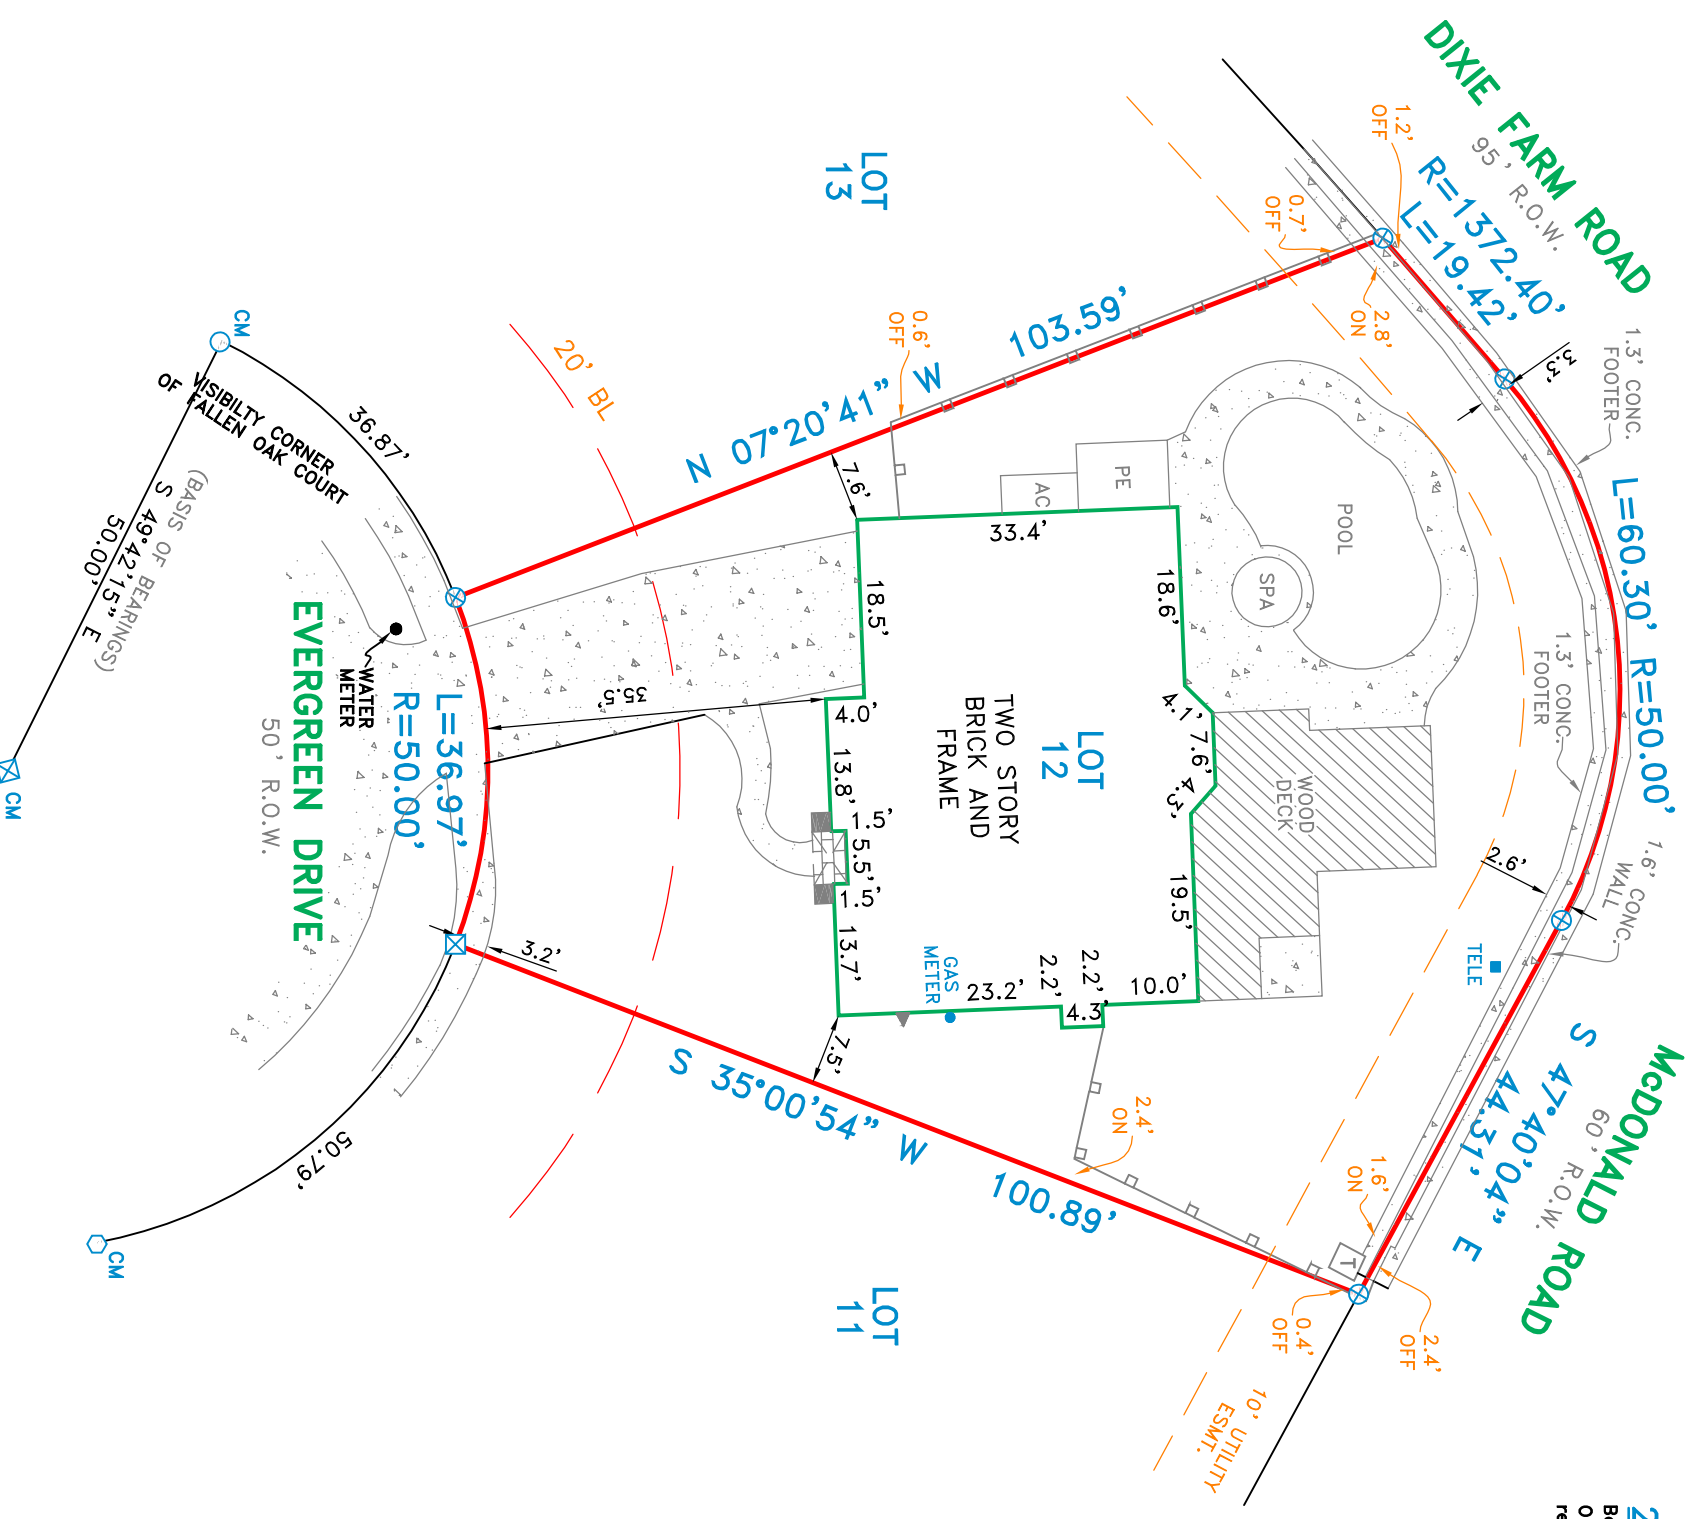 DIXIE FARM ROAD
95' R.O.W.
R=1372.40'
L=19.42'
1.2'
OFF
0.7'
OFF
2.8'
ON
3.3'
1.3' CONC.
FOOTER
L=60.30' R=50.00'
1.3' CONC.
FOOTER
1.6' CONC.
WALL
2.6'
TELE
McDONALD ROAD
60' R.O.W.
S 47°40'04" E
44.31'
1.6'
ON
T
2.4'
OFF
0.4'
OFF
10' UTILITY
ESMT.
LOT
13
103.59'
N 07°20'41" W
0.6'
OFF
7.6'
PE
AC
POOL
SPA
WOOD
DECK
33.4'
18.6'
18.5'
4.1'
7.6'
4.3'
19.5'
4.0'
13.8'
1.5'
5.5'
1.5'
13.7'
10.0'
2.2'
4.3'
2.2'
23.2'
LOT
12
TWO STORY
BRICK AND
FRAME
GAS
METER
7.5'
2.4'
ON
S 35°00'54" W
100.89'
LOT
11
20' BL
35.5'
L=36.97'
R=50.00'
WATER
METER
EVERGREEN DRIVE
50' R.O.W.
3.2'
50.79'
CM
CM
36.87'
VISIBILTY CORNER
OF FALLEN OAK COURT
(BASIS OF BEARINGS)
S 49°42'15" E
50.00'
CM
2
O
re